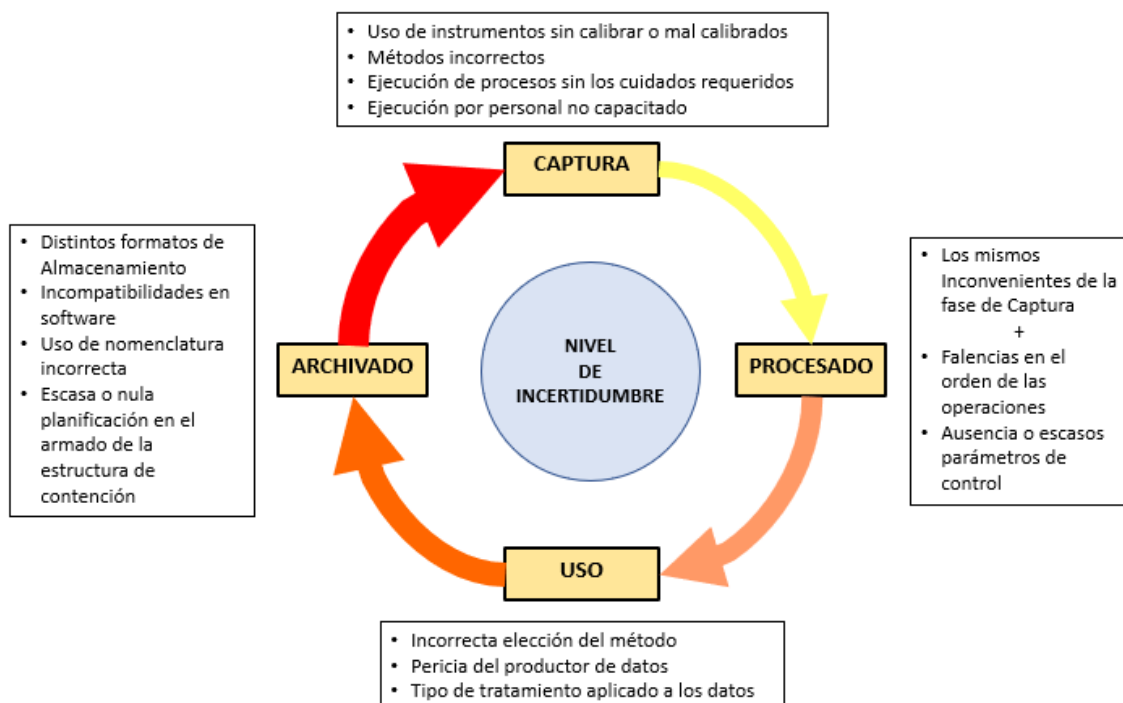 • Uso de instrumentos sin calibrar o mal calibrados
• Métodos incorrectos
• Ejecución de procesos sin los cuidados requeridos
• Ejecución por personal no capacitado
CAPTURA
• Distintos formatos de
Almacenamiento
• Incompatibilidades en
software
• Uso de nomenclatura
incorrecta
• Escasa o nula
planificación en el
armado de la
estructura de
contención
ARCHIVADO
NIVEL
DE
INCERTIDUMBRE
PROCESADO
• Los mismos
Inconvenientes de la
fase de Captura
+
• Falencias en el
orden de las
operaciones
• Ausencia o escasos
parámetros de
control
USO
• Incorrecta elección del método
• Pericia del productor de datos
• Tipo de tratamiento aplicado a los datos